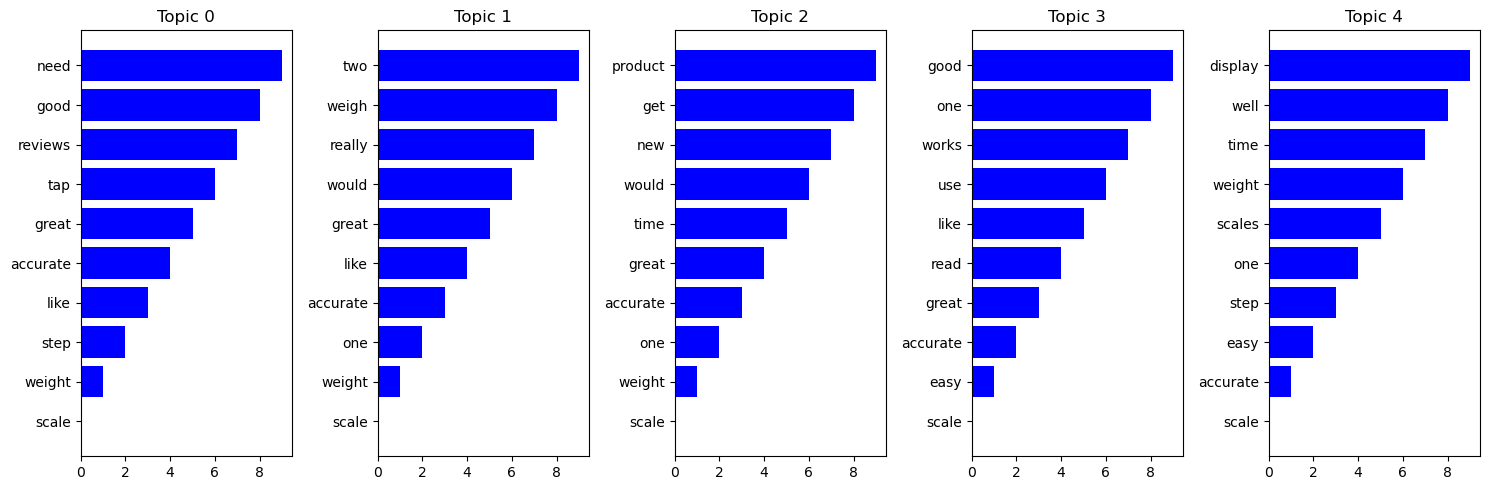 Topic 0
need
good
reviews
tap
great
accurate
like
step
weight
scale
0 2 4 6 8
Topic 1
two
weigh
really
would
great
like
accurate
one
weight
scale
0 2 4 6 8
Topic 2
product
get
new
would
time
great
accurate
one
weight
scale
0 2 4 6 8
Topic 3
good
one
works
use
like
read
great
accurate
easy
scale
0 2 4 6 8
Topic 4
display
well
time
weight
scales
one
step
easy
accurate
scale
0 2 4 6 8